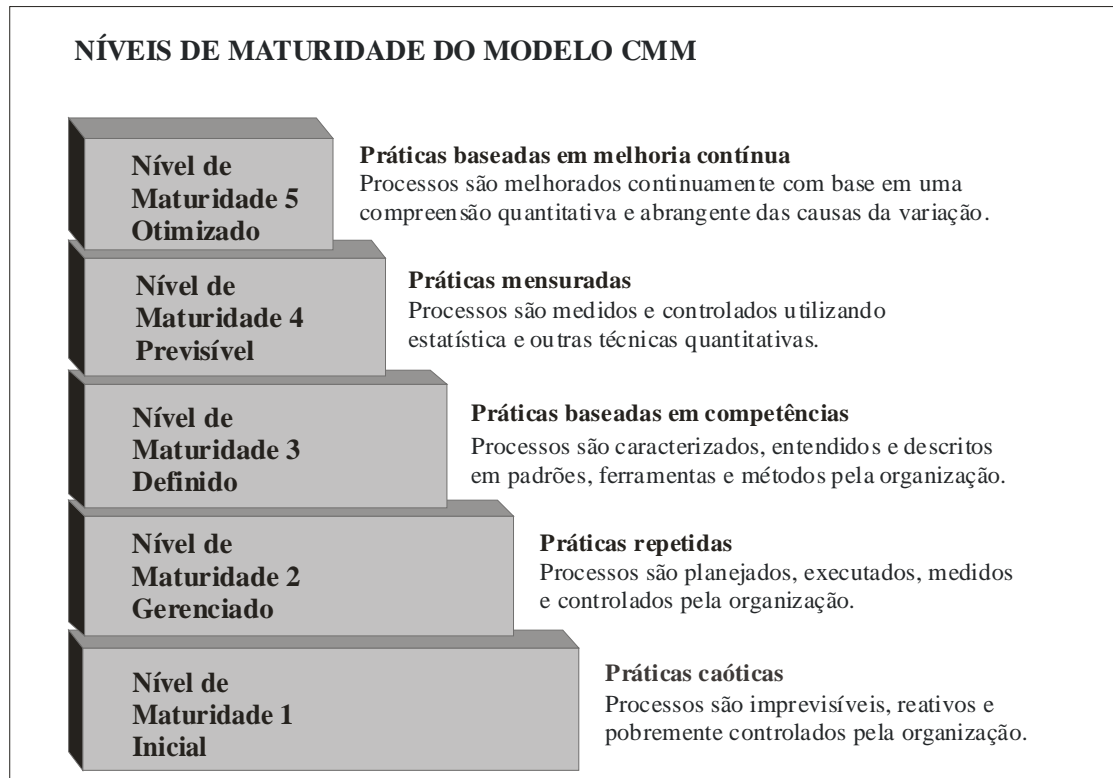 NÍVEIS DE MATURIDADE DO MODELO CMM
Nível de
Maturidade 5
Otimizado
Práticas baseadas em melhoria contínua
Processos são melhorados continuamente com base em uma
compreensão quantitativa e abrangente das causas da variação.
Nível de
Maturidade 4
Previsível
Práticas mensuradas
Processos são medidos e controlados utilizando
estatística e outras técnicas quantitativas.
Nível de
Maturidade 3
Definido
Práticas baseadas em competências
Processos são caracterizados, entendidos e descritos
em padrões, ferramentas e métodos pela organização.
Nível de
Maturidade 2
Gerenciado
Práticas repetidas
Processos são planejados, executados, medidos
e controlados pela organização.
Nível de
Maturidade 1
Inicial
Práticas caóticas
Processos são imprevisíveis, reativos e
pobremente controlados pela organização.